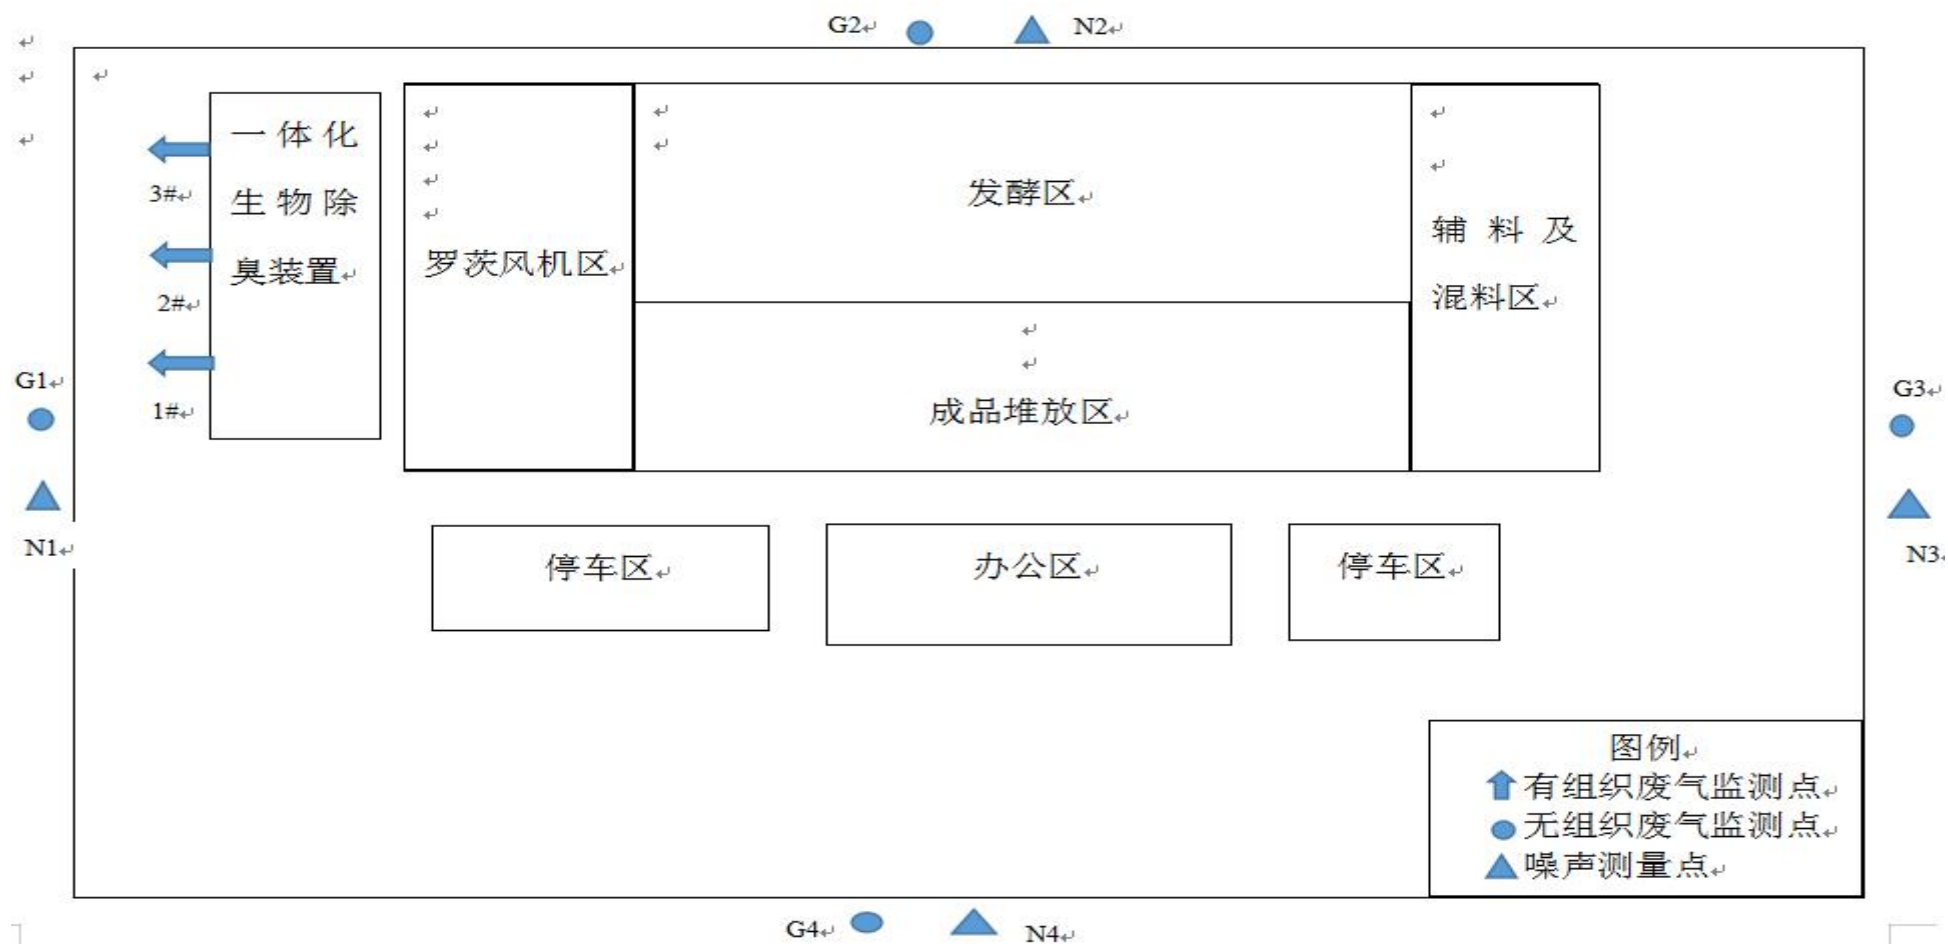 G2
N2
一体化
生物除
臭装置
3#
2#
1#
罗茨风机区
发酵区
成品堆放区
辅料及
混料区
G1
N1
G3
N3
停车区
办公区
停车区
图例
有组织废气监测点
无组织废气监测点
噪声测量点
G4
N4